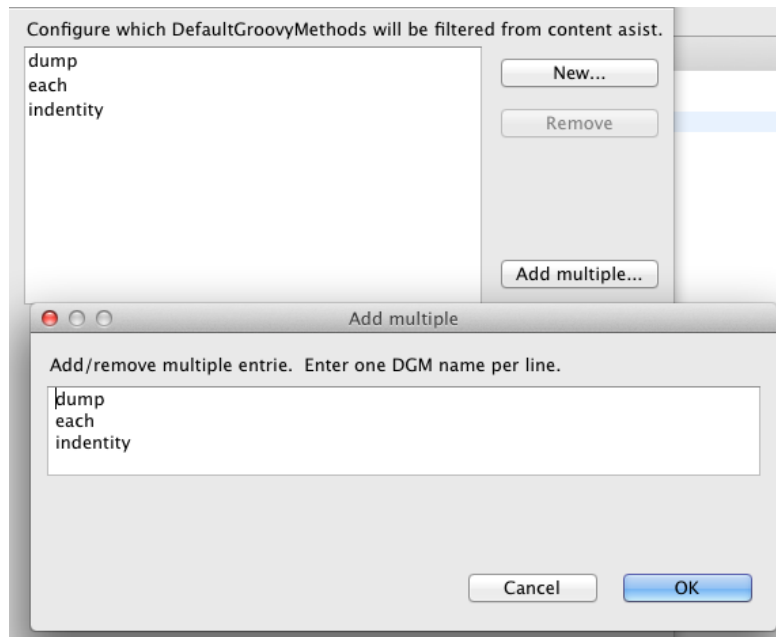 Configure which DefaultGroovyMethods will be filtered from content asist.
dump
each
indentity
New...
Remove
Add multiple...
Add multiple
Add/remove multiple entrie.  Enter one DGM name per line.
dump
each
indentity
Cancel
OK